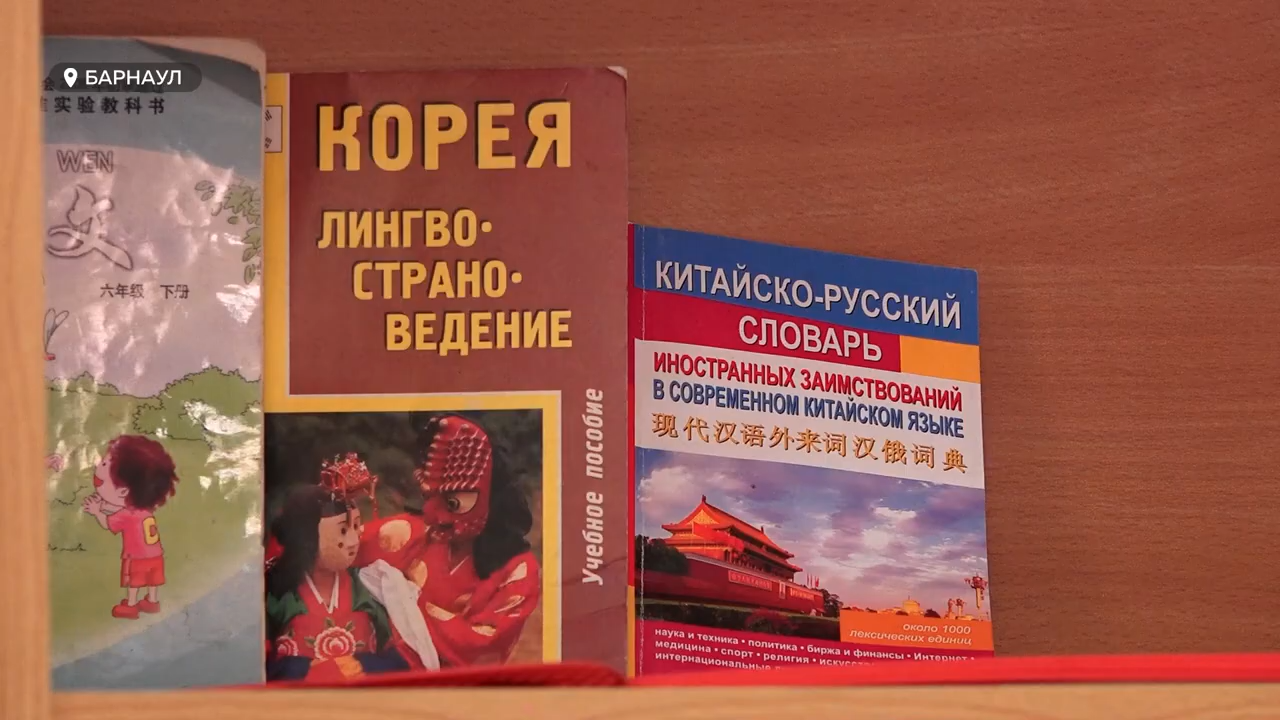 БАРНАУЛ
实验教科书
WEN
文
六年级 下册
КОРЕЯ
ЛИНГВО·
СТРАНО·
ВЕДЕНИЕ
Учебное пособие
КИТАЙСКО-РУССКИЙ
СЛОВАРЬ
ИНОСТРАННЫХ ЗАИМСТВОВАНИЙ
В СОВРЕМЕННОМ КИТАЙСКОМ ЯЗЫКЕ
现代汉语外来词汉俄词典
около 1000
лексических единиц
наука и техника • политика • биржа и финансы • Интернет •
медицина • спорт • религия •
интернациональные